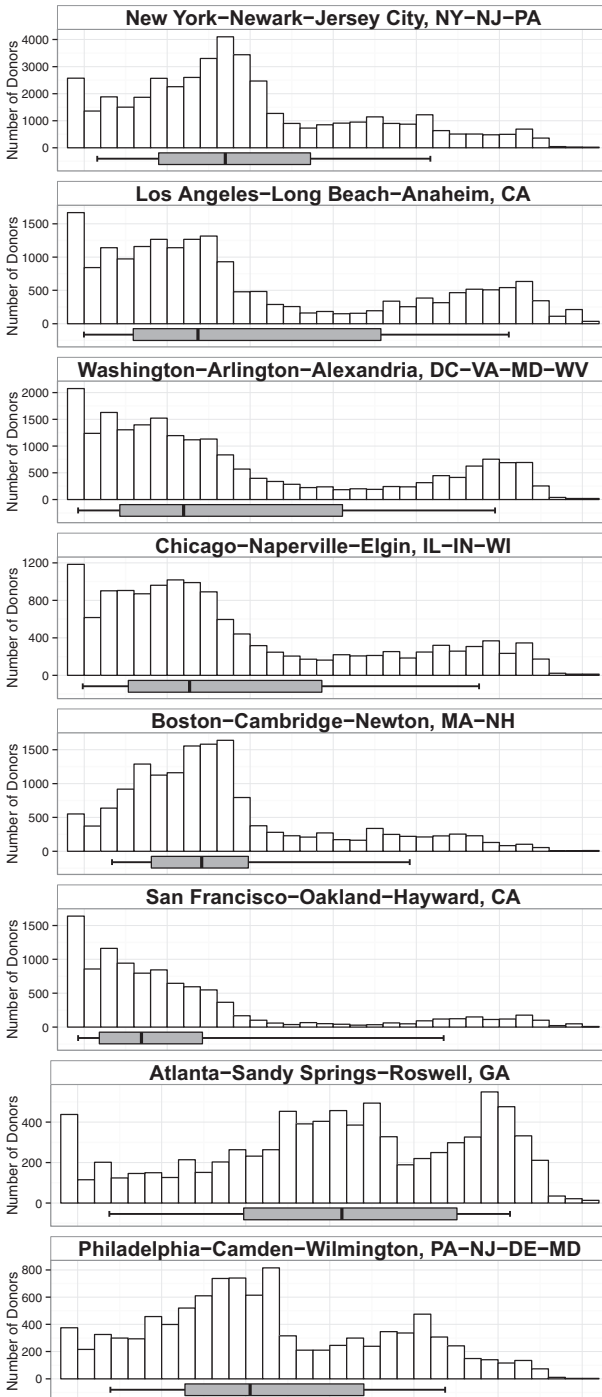 New York−Newark−Jersey City, NY−NJ−PA
Number of Donors
4000
3000
2000
1000
0
Los Angeles−Long Beach−Anaheim, CA
Number of Donors
1500
1000
500
0
Washington−Arlington−Alexandria, DC−VA−MD−WV
Number of Donors
2000
1500
1000
500
0
Chicago−Naperville−Elgin, IL−IN−WI
Number of Donors
1200
800
400
0
Boston−Cambridge−Newton, MA−NH
Number of Donors
1500
1000
500
0
San Francisco−Oakland−Hayward, CA
Number of Donors
1500
1000
500
0
Atlanta−Sandy Springs−Roswell, GA
Number of Donors
400
200
0
Philadelphia−Camden−Wilmington, PA−NJ−DE−MD
Number of Donors
800
600
400
200
0